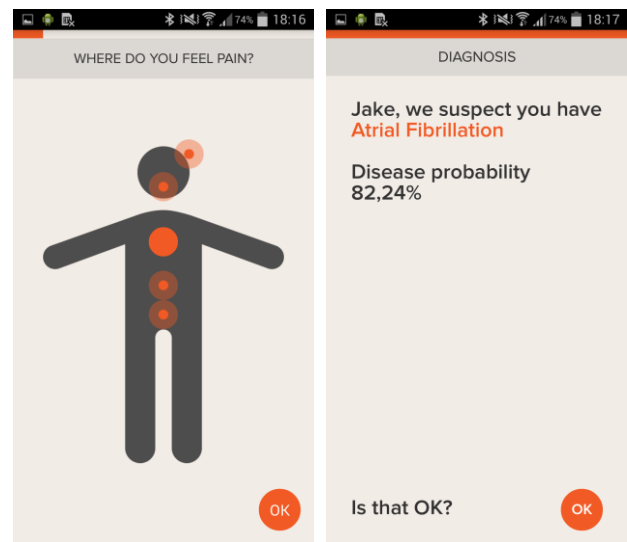 74% 18:16
WHERE DO YOU FEEL PAIN?
OK
74% 18:17
DIAGNOSIS
Jake, we suspect you have
Atrial Fibrillation
Disease probability
82,24%
Is that OK?
OK